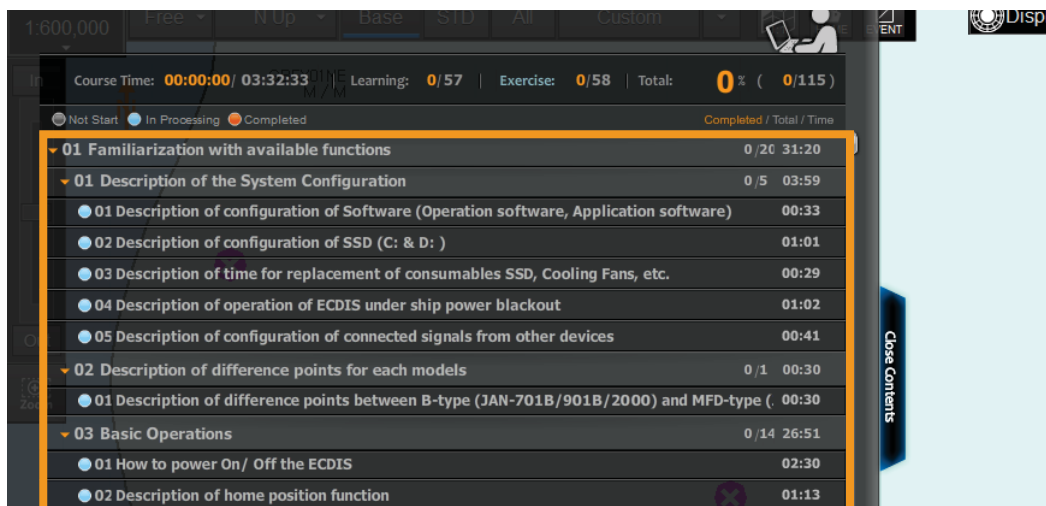 1:600,000 Free N Up Base STD All Custom EVENT Disp
In
Course Time: 00:00:00/ 03:32:33 Learning: 0/57 | Exercise: 0/58 | Total: 0 % ( 0/115 )
M / M
Not Start In Processing Completed Completed / Total / Time
01 Familiarization with available functions 0/20 31:20
01 Description of the System Configuration 0/5 03:59
01 Description of configuration of Software (Operation software, Application software) 00:33
02 Description of configuration of SSD (C: & D: ) 01:01
03 Description of time for replacement of consumables SSD, Cooling Fans, etc. 00:29
04 Description of operation of ECDIS under ship power blackout 01:02
05 Description of configuration of connected signals from other devices 00:41
Close Contents
02 Description of difference points for each models 0/1 00:30
Zoom
01 Description of difference points between B-type (JAN-701B/901B/2000) and MFD-type (. 00:30
03 Basic Operations 0/14 26:51
01 How to power On/ Off the ECDIS 02:30
02 Description of home position function 01:13